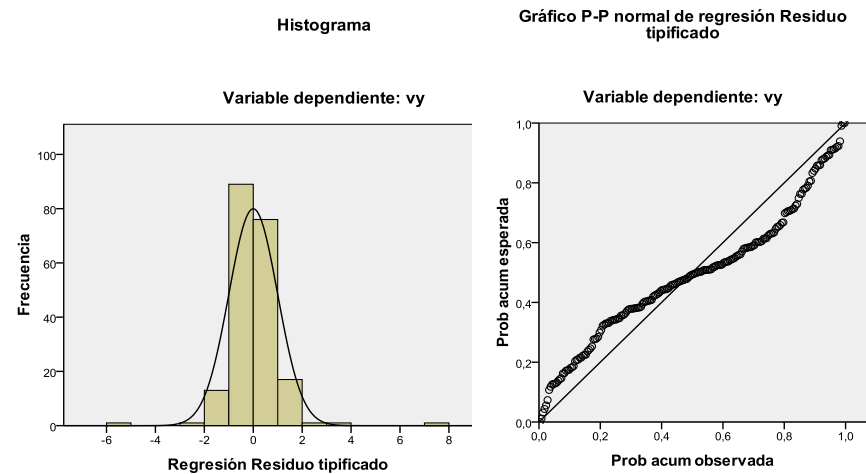 Histograma
Variable dependiente: vy
Frecuencia
100
80
60
40
20
0
-6 -4 -2 0 2 4 6 8
Regresión Residuo tipificado
Gráfico P-P normal de regresión Residuo
tipificado
Variable dependiente: vy
Prob acum esperada
1,0
0,8
0,6
0,4
0,2
0,0
0,0 0,2 0,4 0,6 0,8 1,0
Prob acum observada